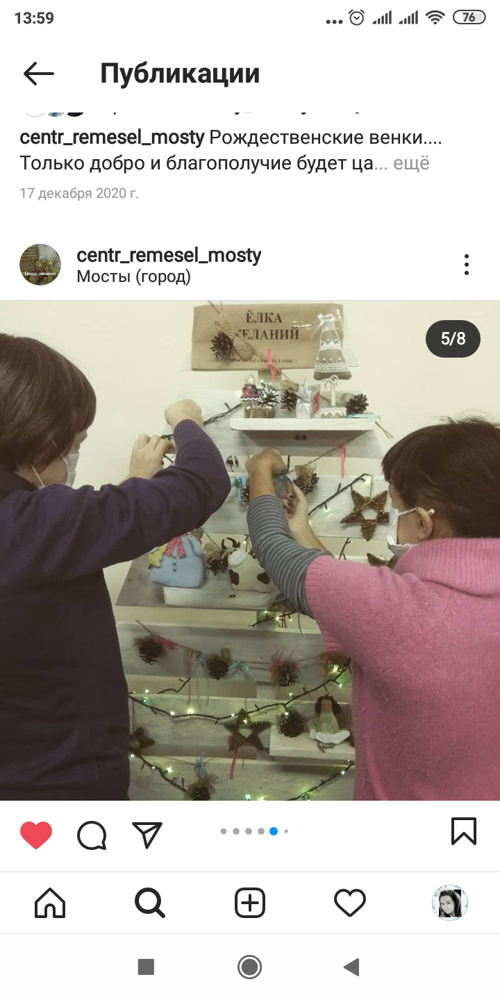 13:59
76
Публикации
centr_remesel_mosty Рождественские венки....
Только добро и благополучие будет ца... ещё
17 декабря 2020 г.
centr_remesel_mosty
Мосты (город)
ЁЛКА
ЖЕЛАНИЙ
5/8